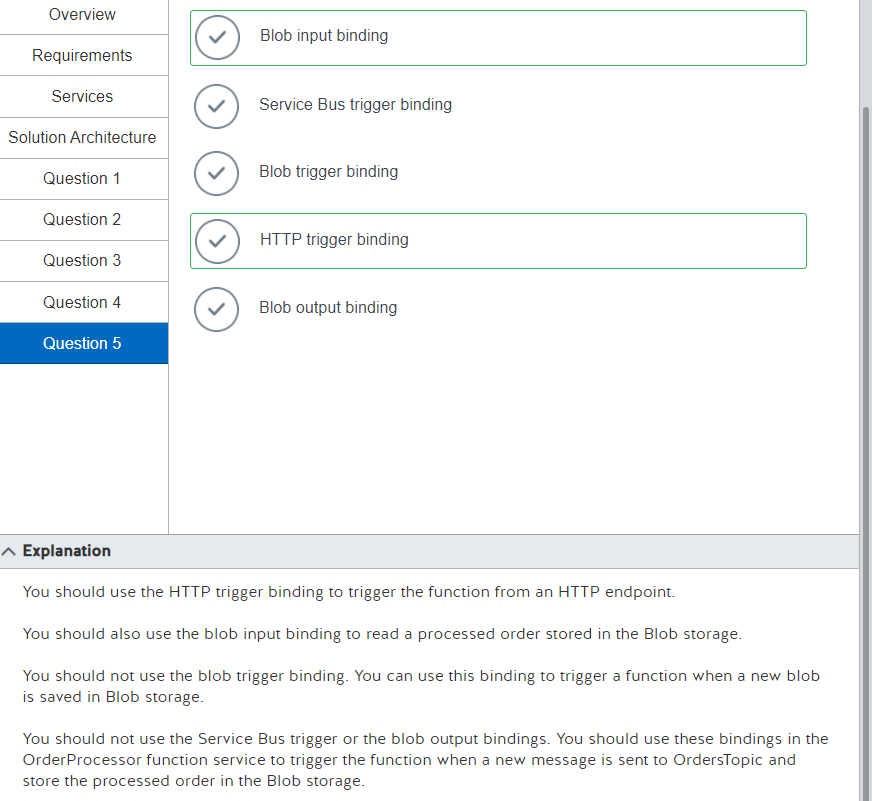 Overview
Requirements
Services
Solution Architecture
Question 1
Question 2
Question 3
Question 4
Question 5
Blob input binding
Service Bus trigger binding
Blob trigger binding
HTTP trigger binding
Blob output binding
Explanation
You should use the HTTP trigger binding to trigger the function from an HTTP endpoint.
You should also use the blob input binding to read a processed order stored in the Blob storage.
You should not use the blob trigger binding. You can use this binding to trigger a function when a new blob
is saved in Blob storage.
You should not use the Service Bus trigger or the blob output bindings. You should use these bindings in the
OrderProcessor function service to trigger the function when a new message is sent to OrdersTopic and
store the processed order in the Blob storage.